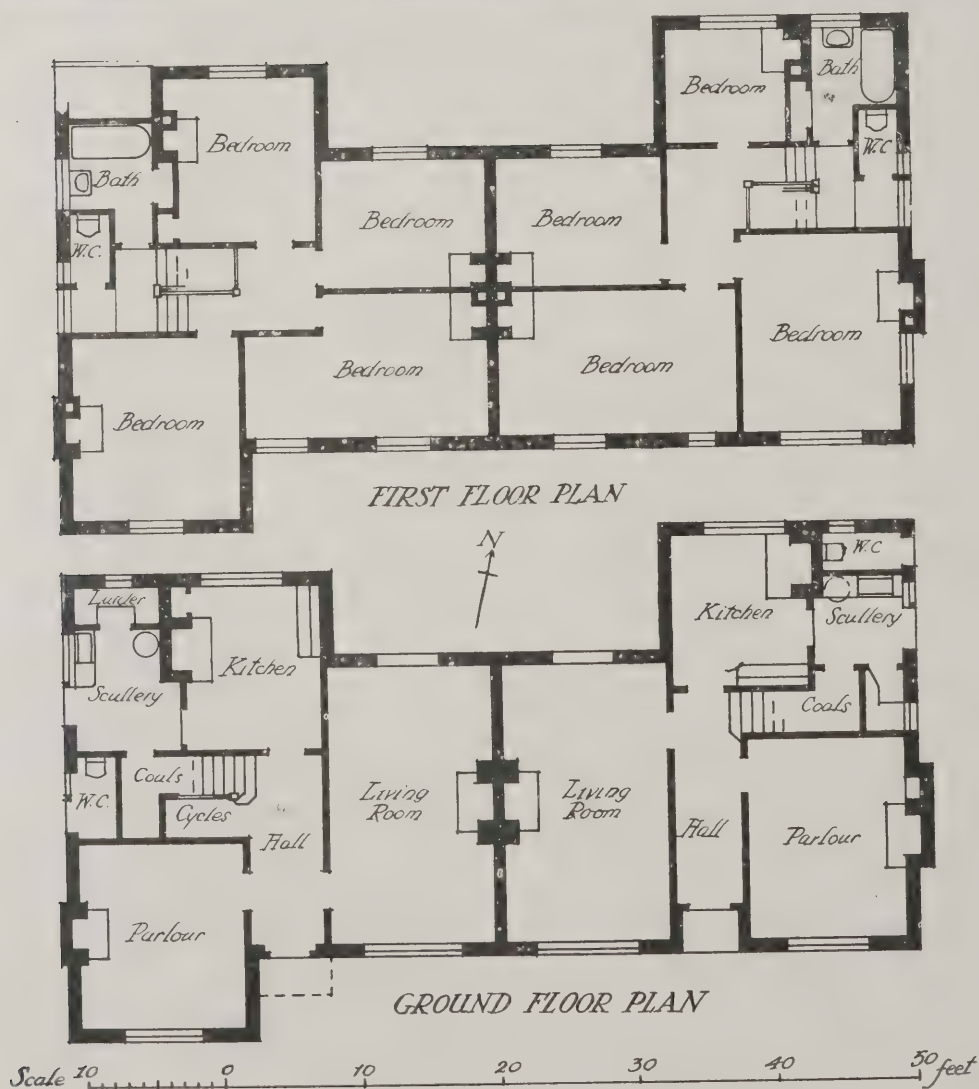 Bedroom
Bath
W.C.
Bedroom
Bedroom
Bedroom
Bedroom
Bath
W.C
Bedroom
Bedroom
Bedroom
FIRST FLOOR PLAN
N
Larder
Scullery
Kitchen
W.C.
Coals
Cycles
Hall
Living
Room
Parlour
W.C
Kitchen
Scullery
Coals
Living
Room
Hall
Parlour
GROUND FLOOR PLAN
Scale 10 0 10 20 30 40 50 feet